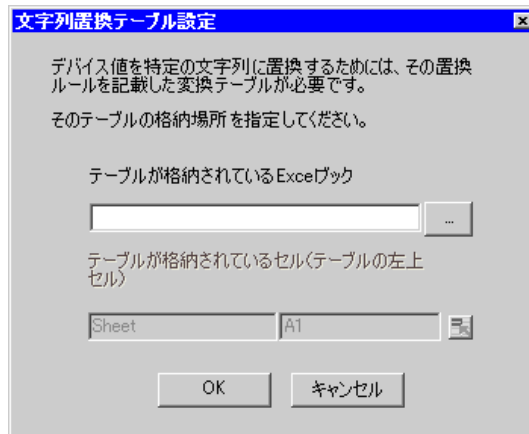 文字列置換テーブル設定
デバイス値を特定の文字列に置換するためには、その置換
ルールを記載した変換テーブルが必要です。
そのテーブルの格納場所を指定してください。
テーブルが格納されているExcelブック
...
テーブルが格納されているセル(テーブルの左上
セル)
Sheet
A1
OK
キャンセル